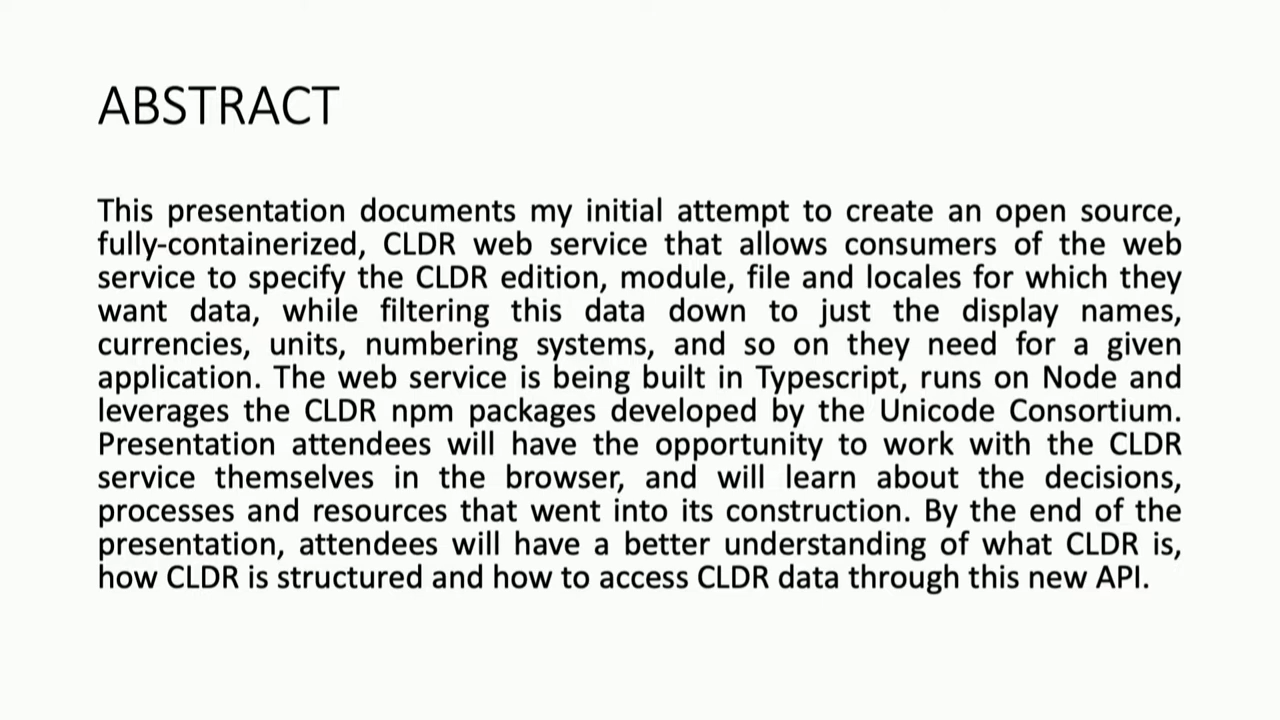 ABSTRACT
This presentation documents my initial attempt to create an open source,
fully-containerized, CLDR web service that allows consumers of the web
service to specify the CLDR edition, module, file and locales for which they
want data, while filtering this data down to just the display names,
currencies, units, numbering systems, and so on they need for a given
application. The web service is being built in Typescript, runs on Node and
leverages the CLDR npm packages developed by the Unicode Consortium.
Presentation attendees will have the opportunity to work with the CLDR
service themselves in the browser, and will learn about the decisions,
processes and resources that went into its construction. By the end of the
presentation, attendees will have a better understanding of what CLDR is,
how CLDR is structured and how to access CLDR data through this new API.